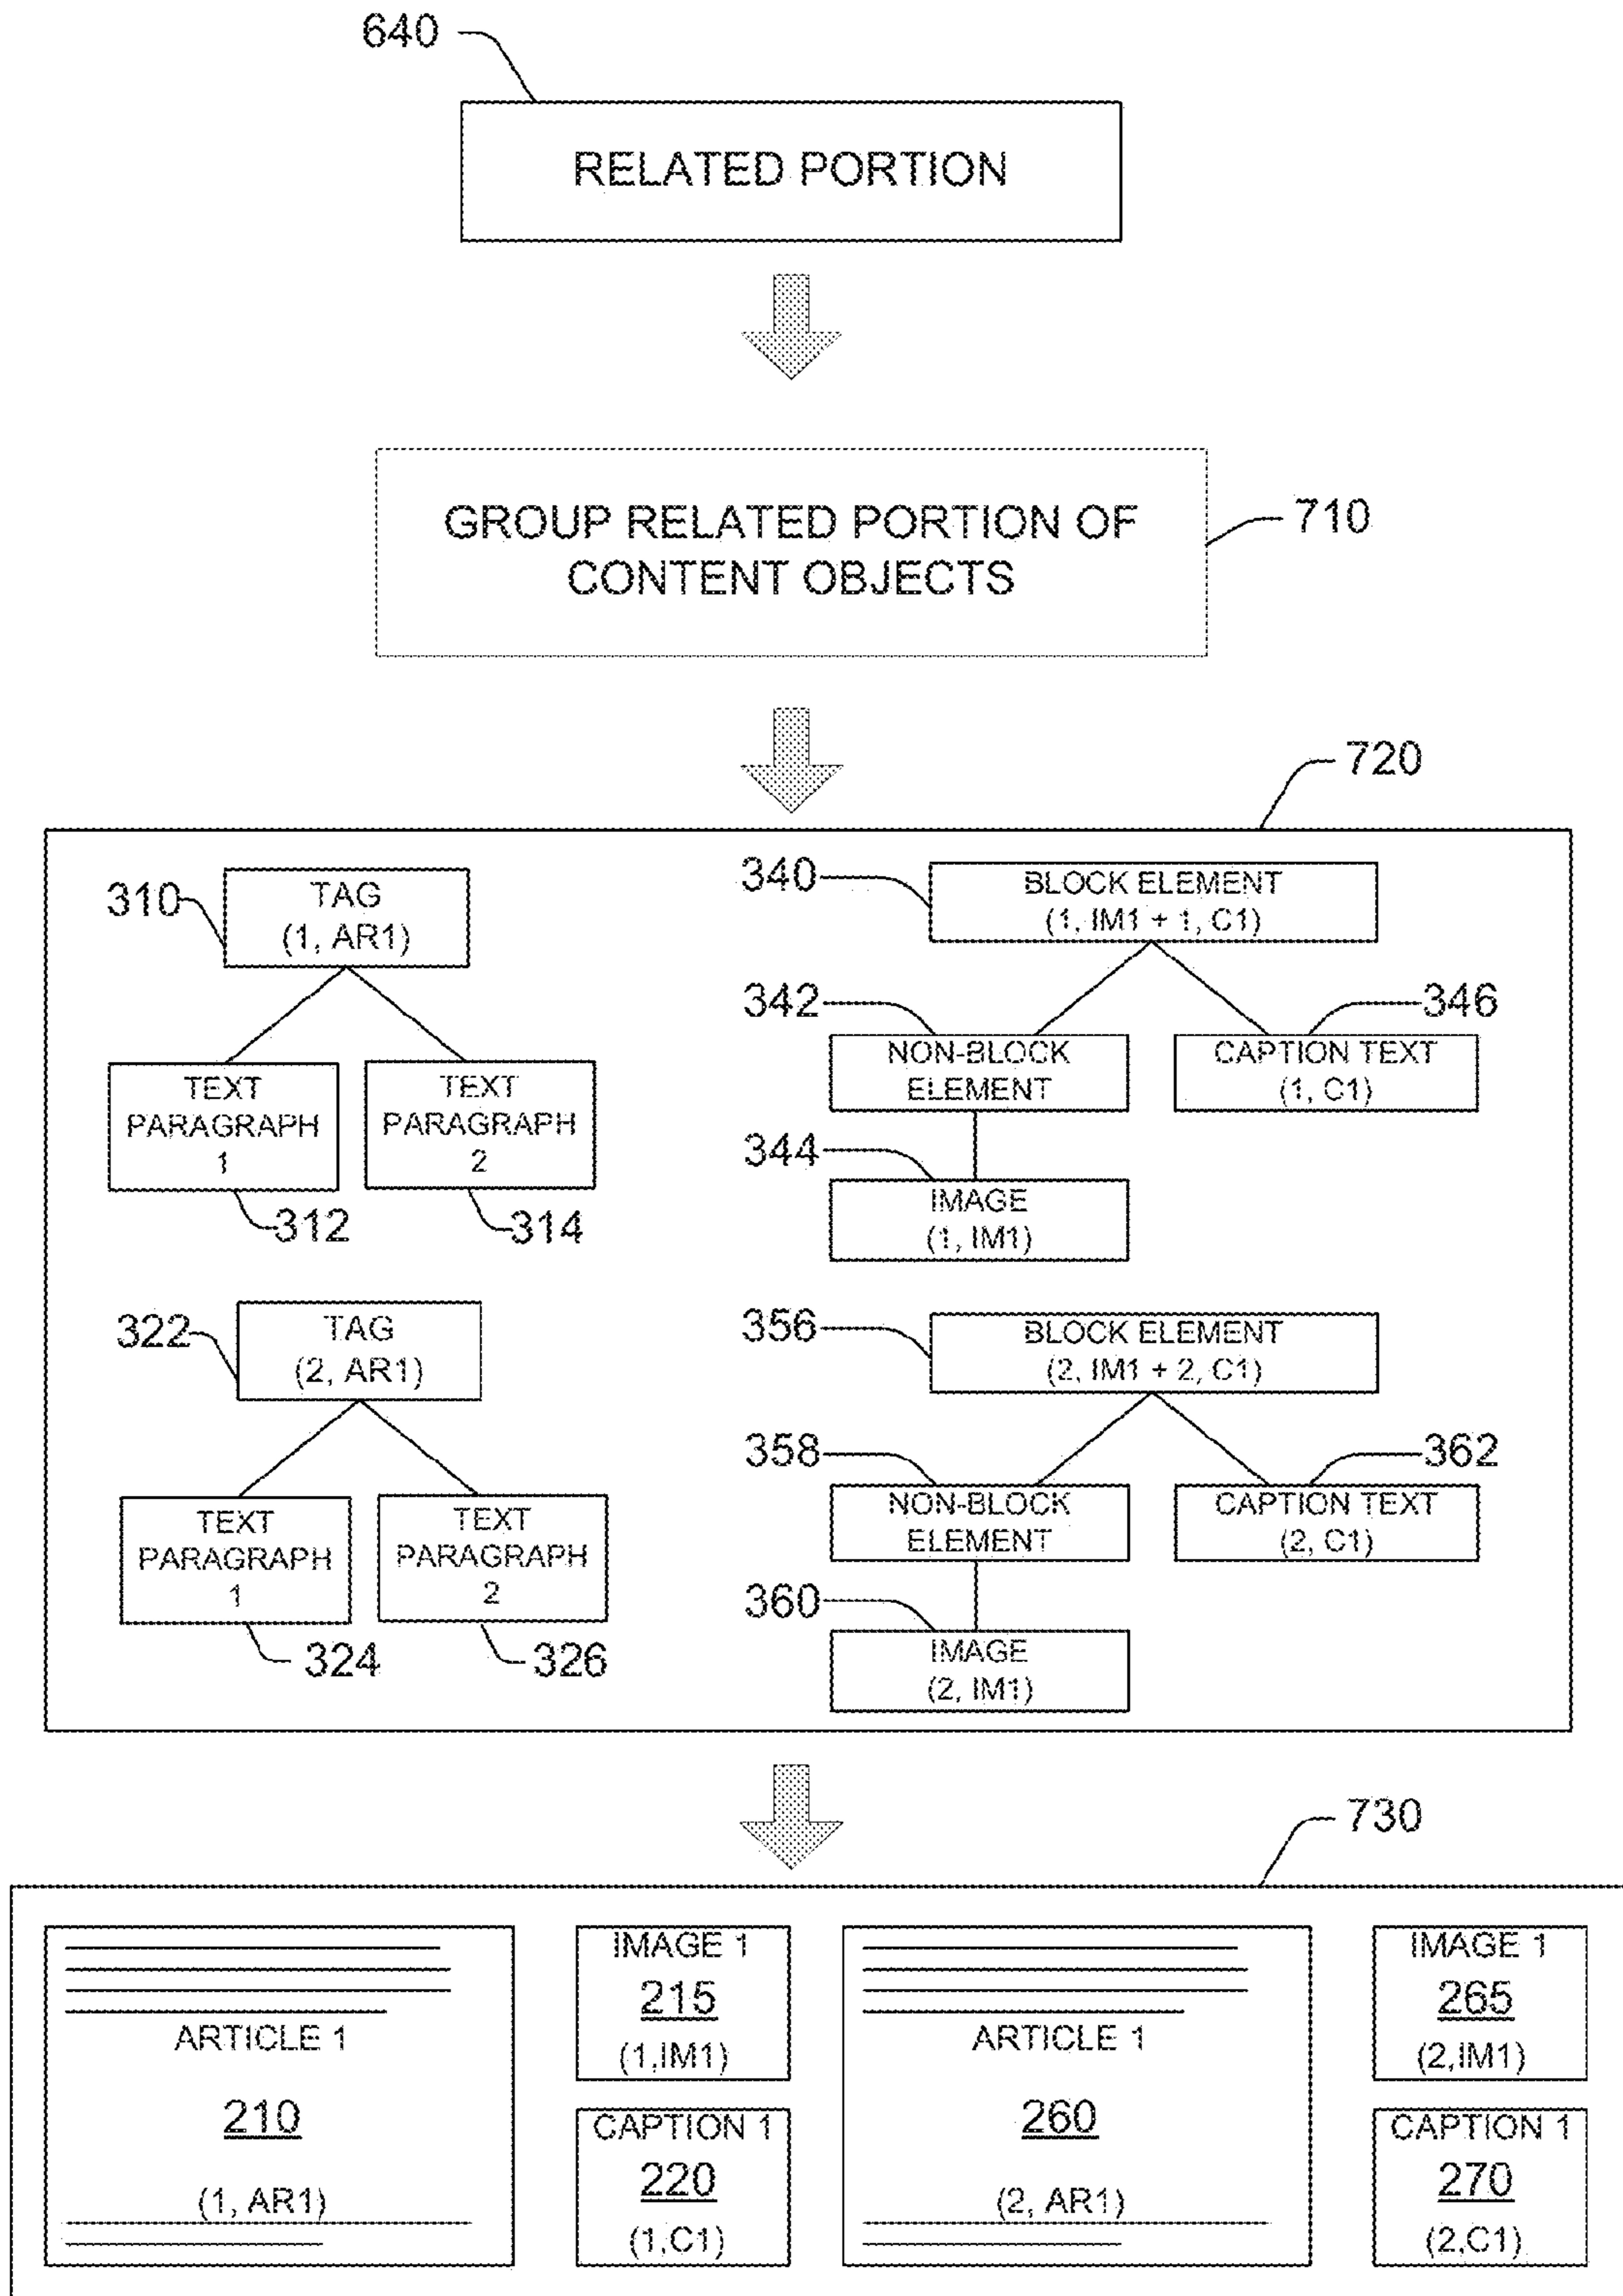 640
RELATED PORTION
GROUP RELATED PORTION OF
CONTENT OBJECTS
710
720
310
TAG
(1, AR1)
TEXT
PARAGRAPH
1
TEXT
PARAGRAPH
2
312
314
340
BLOCK ELEMENT
(1, IM1 + 1, C1)
342
346
NON-BLOCK
ELEMENT
CAPTION TEXT
(1, C1)
344
IMAGE
(1, IM1)
322
TAG
(2, AR1)
TEXT
PARAGRAPH
1
TEXT
PARAGRAPH
2
324
326
356
BLOCK ELEMENT
(2, IM1 + 2, C1)
358
362
NON-BLOCK
ELEMENT
CAPTION TEXT
(2, C1)
360
IMAGE
(2, IM1)
730
ARTICLE 1
210
(1, AR1)
IMAGE 1
215
(1,IM1)
CAPTION 1
220
(1,C1)
ARTICLE 1
260
(2, AR1)
IMAGE 1
265
(2,IM1)
CAPTION 1
270
(2,C1)